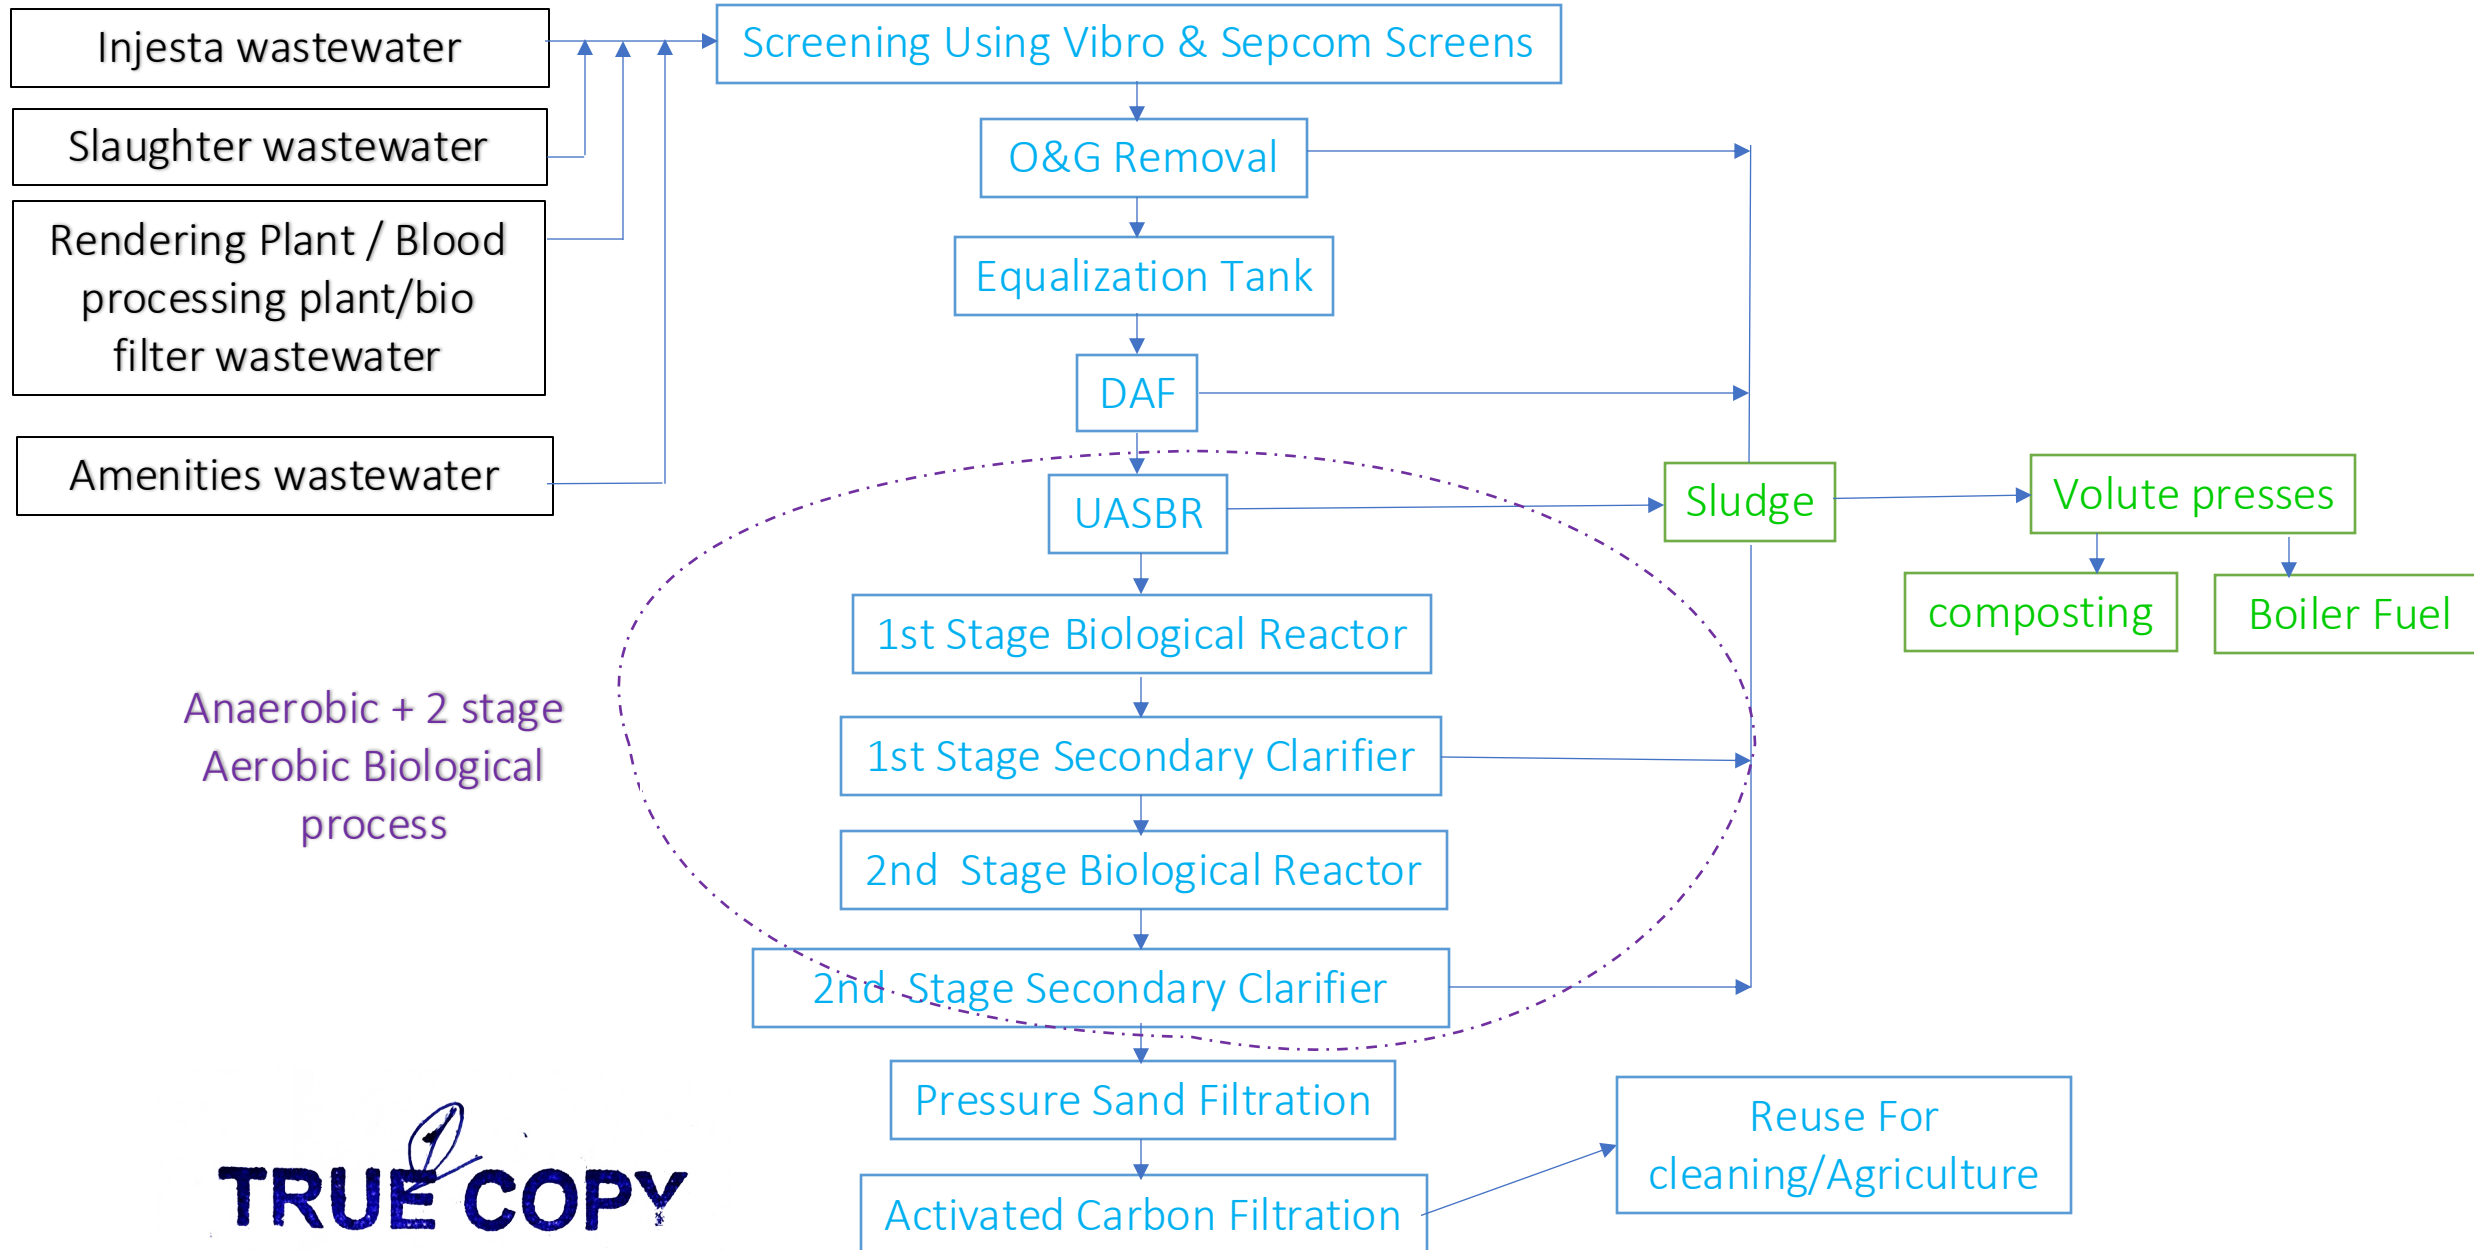 Injesta wastewater
Slaughter wastewater
Rendering Plant / Blood
processing plant/bio
filter wastewater
Amenities wastewater
Screening Using Vibro & Sepcom Screens
O&G Removal
Equalization Tank
DAF
UASBR
1st Stage Biological Reactor
1st Stage Secondary Clarifier
2nd Stage Biological Reactor
2nd Stage Secondary Clarifier
Pressure Sand Filtration
Activated Carbon Filtration
Reuse For
cleaning/Agriculture
Sludge
Volute presses
composting
Boiler Fuel
Anaerobic + 2 stage
Aerobic Biological
process
TRUE COPY